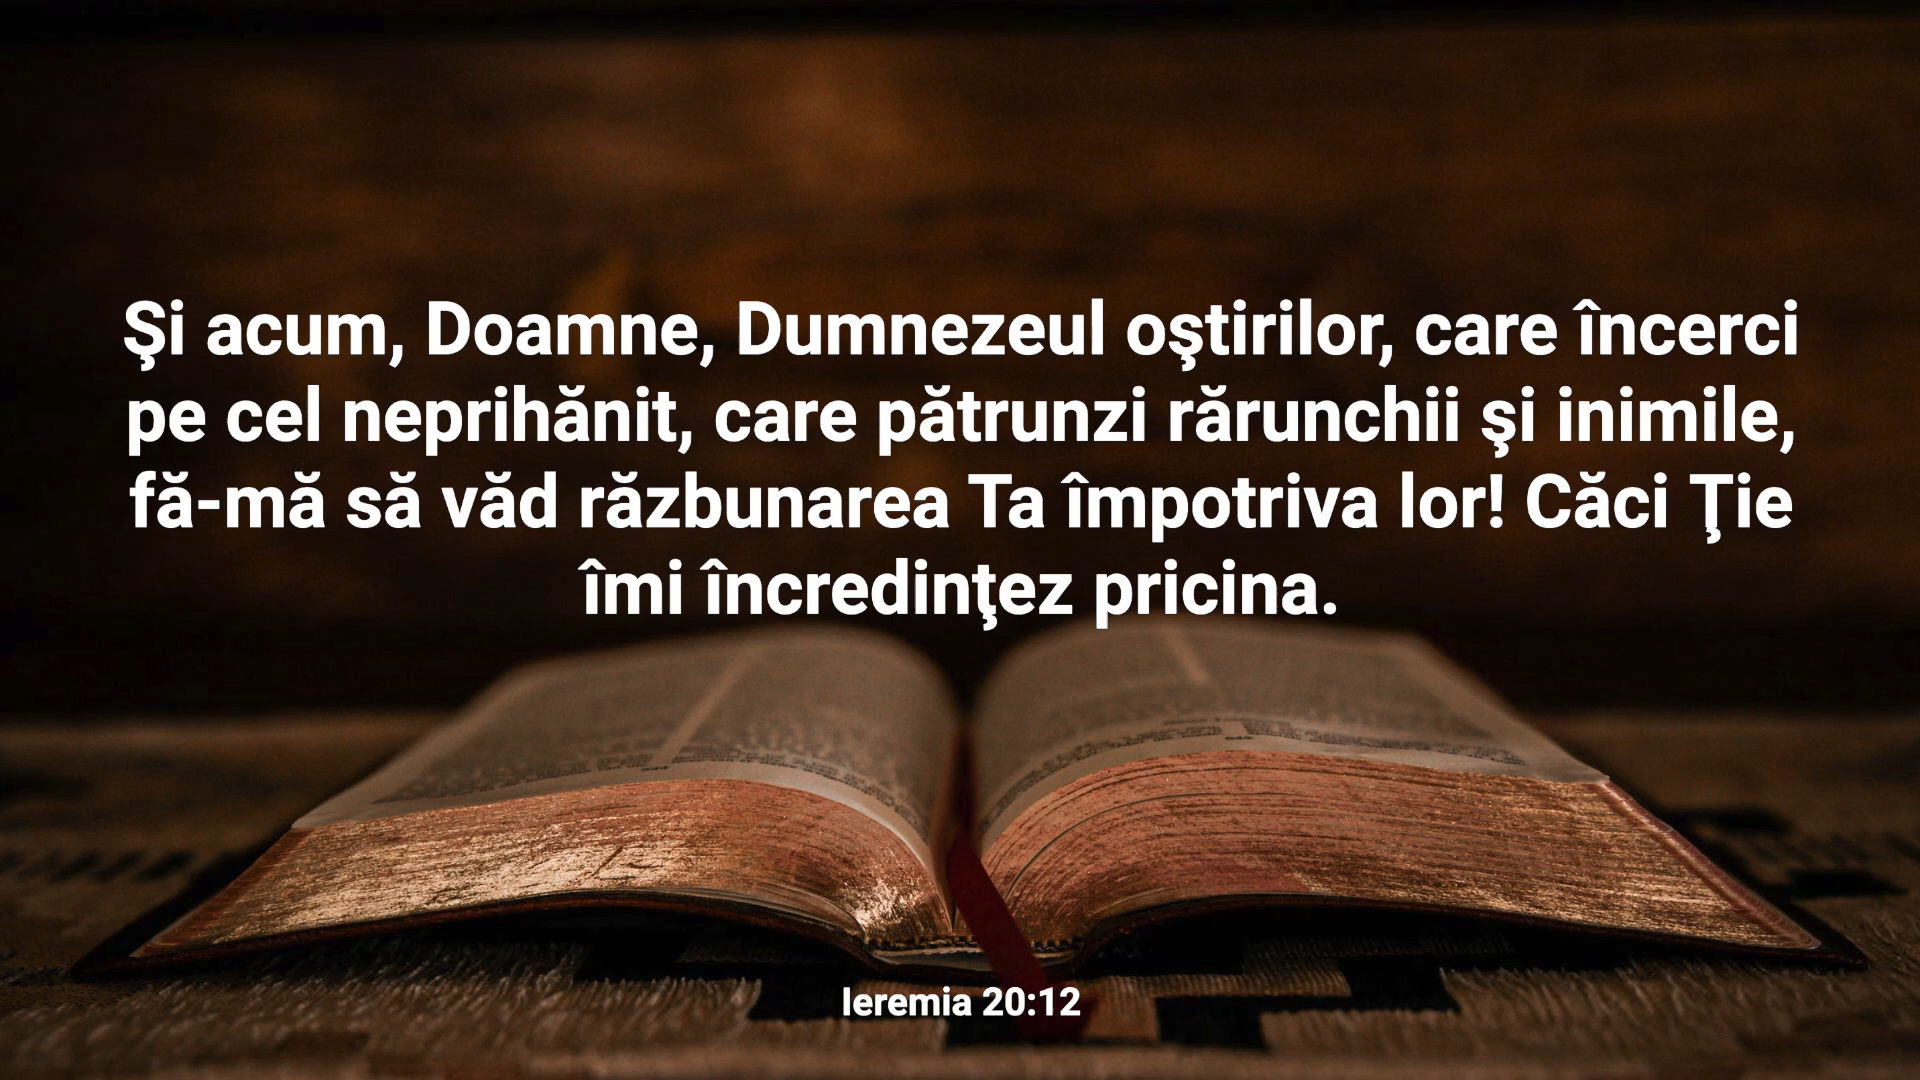 Şi acum, Doamne, Dumnezeul oştirilor, care încerci
pe cel neprihănit, care pătrunzi rărunchii şi inimile,
fă-mă să văd răzbunarea Ta împotriva lor! Căci Ţie
îmi încredinţez pricina.
Ieremia 20:12